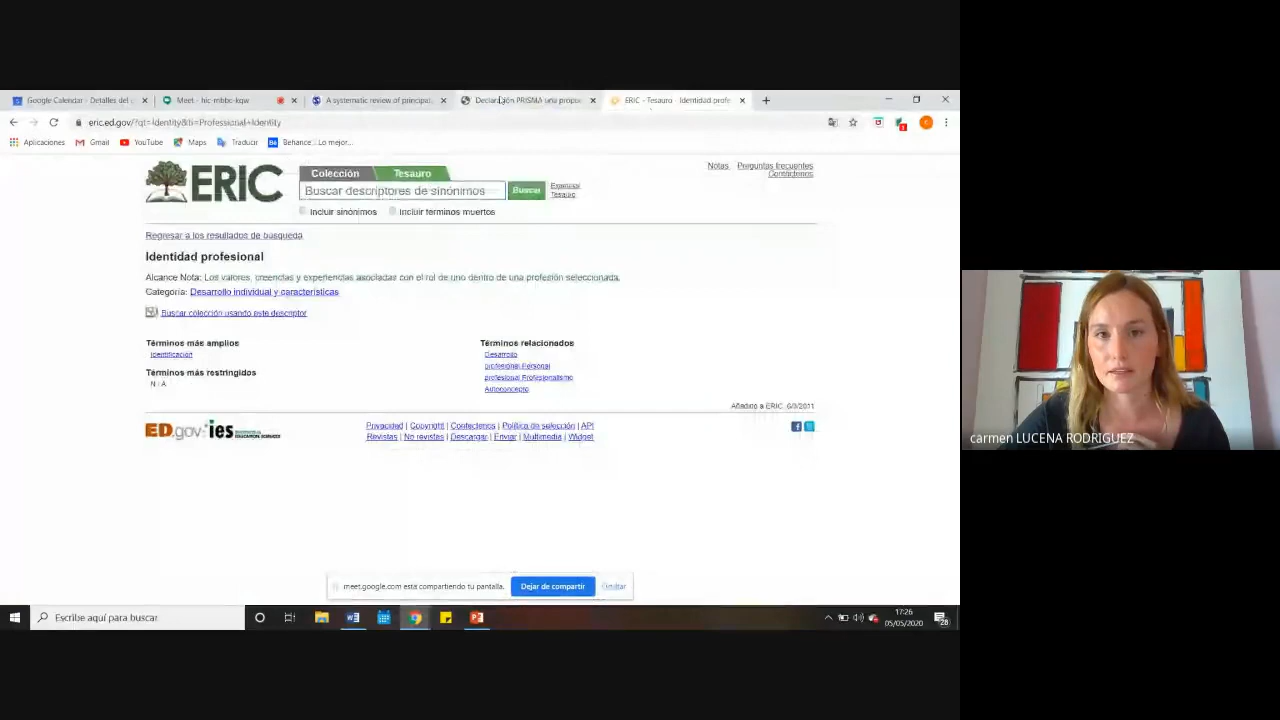 Google Calendar - Detalles del
Meet - hic-mbbc-kqw
A systematic review of principal
Declaración PRISMA una propu
ERIC - Tesauro - Identidad profe
eric.ed.gov/?qt=Identity&ti=Professional+Identity
Aplicaciones
Gmail
YouTube
Maps
Traducir
Behance :: Lo mejor...
ERIC
Colección
Tesauro
Buscar descriptores de sinónimos
Buscar
Tesauro
Incluir sinónimos
Incluir términos muertos
Notas
Preguntas frecuentes
Contáctenos
Regresar a los resultados de búsqueda
Identidad profesional
Alcance Nota: Los valores, creencias y experiencias asociadas con el rol de uno dentro de una profesión seleccionada.
Categoría: Desarrollo individual y características
Buscar colección usando este descriptor
Términos más amplios
Identificación
Términos más restringidos
N / A
Términos relacionados
Desarrollo
profesional Personal
profesional Profesionalismo
Autoconcepto
Añadido a ERIC: 6/3/2011
ED.gov ies
Privacidad | Copyright | Contáctenos | Política de selección | API
Revistas | No revistas | Descargar | Enviar | Multimedia | Widget
meet.google.com está compartiendo tu pantalla.
Dejar de compartir
Ocultar
Escribe aquí para buscar
17:26
05/05/2020
28
carmen LUCENA RODRIGUEZ